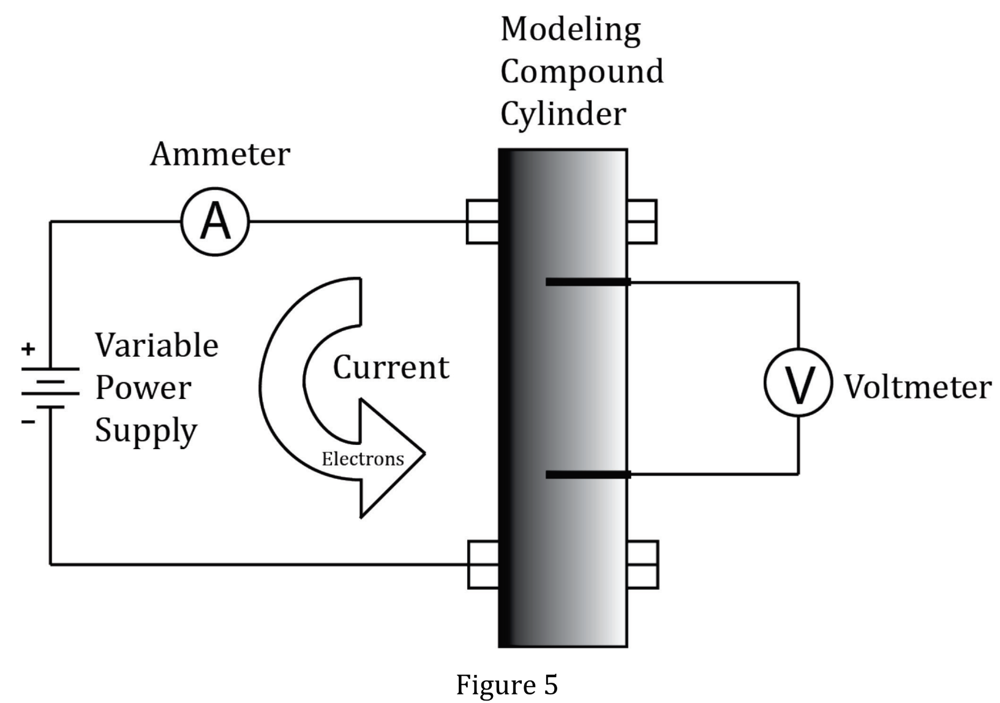 Modeling
Compound
Cylinder
Ammeter
A
+
Variable
Power
Supply
−
Current
Electrons
V
Voltmeter
Figure 5